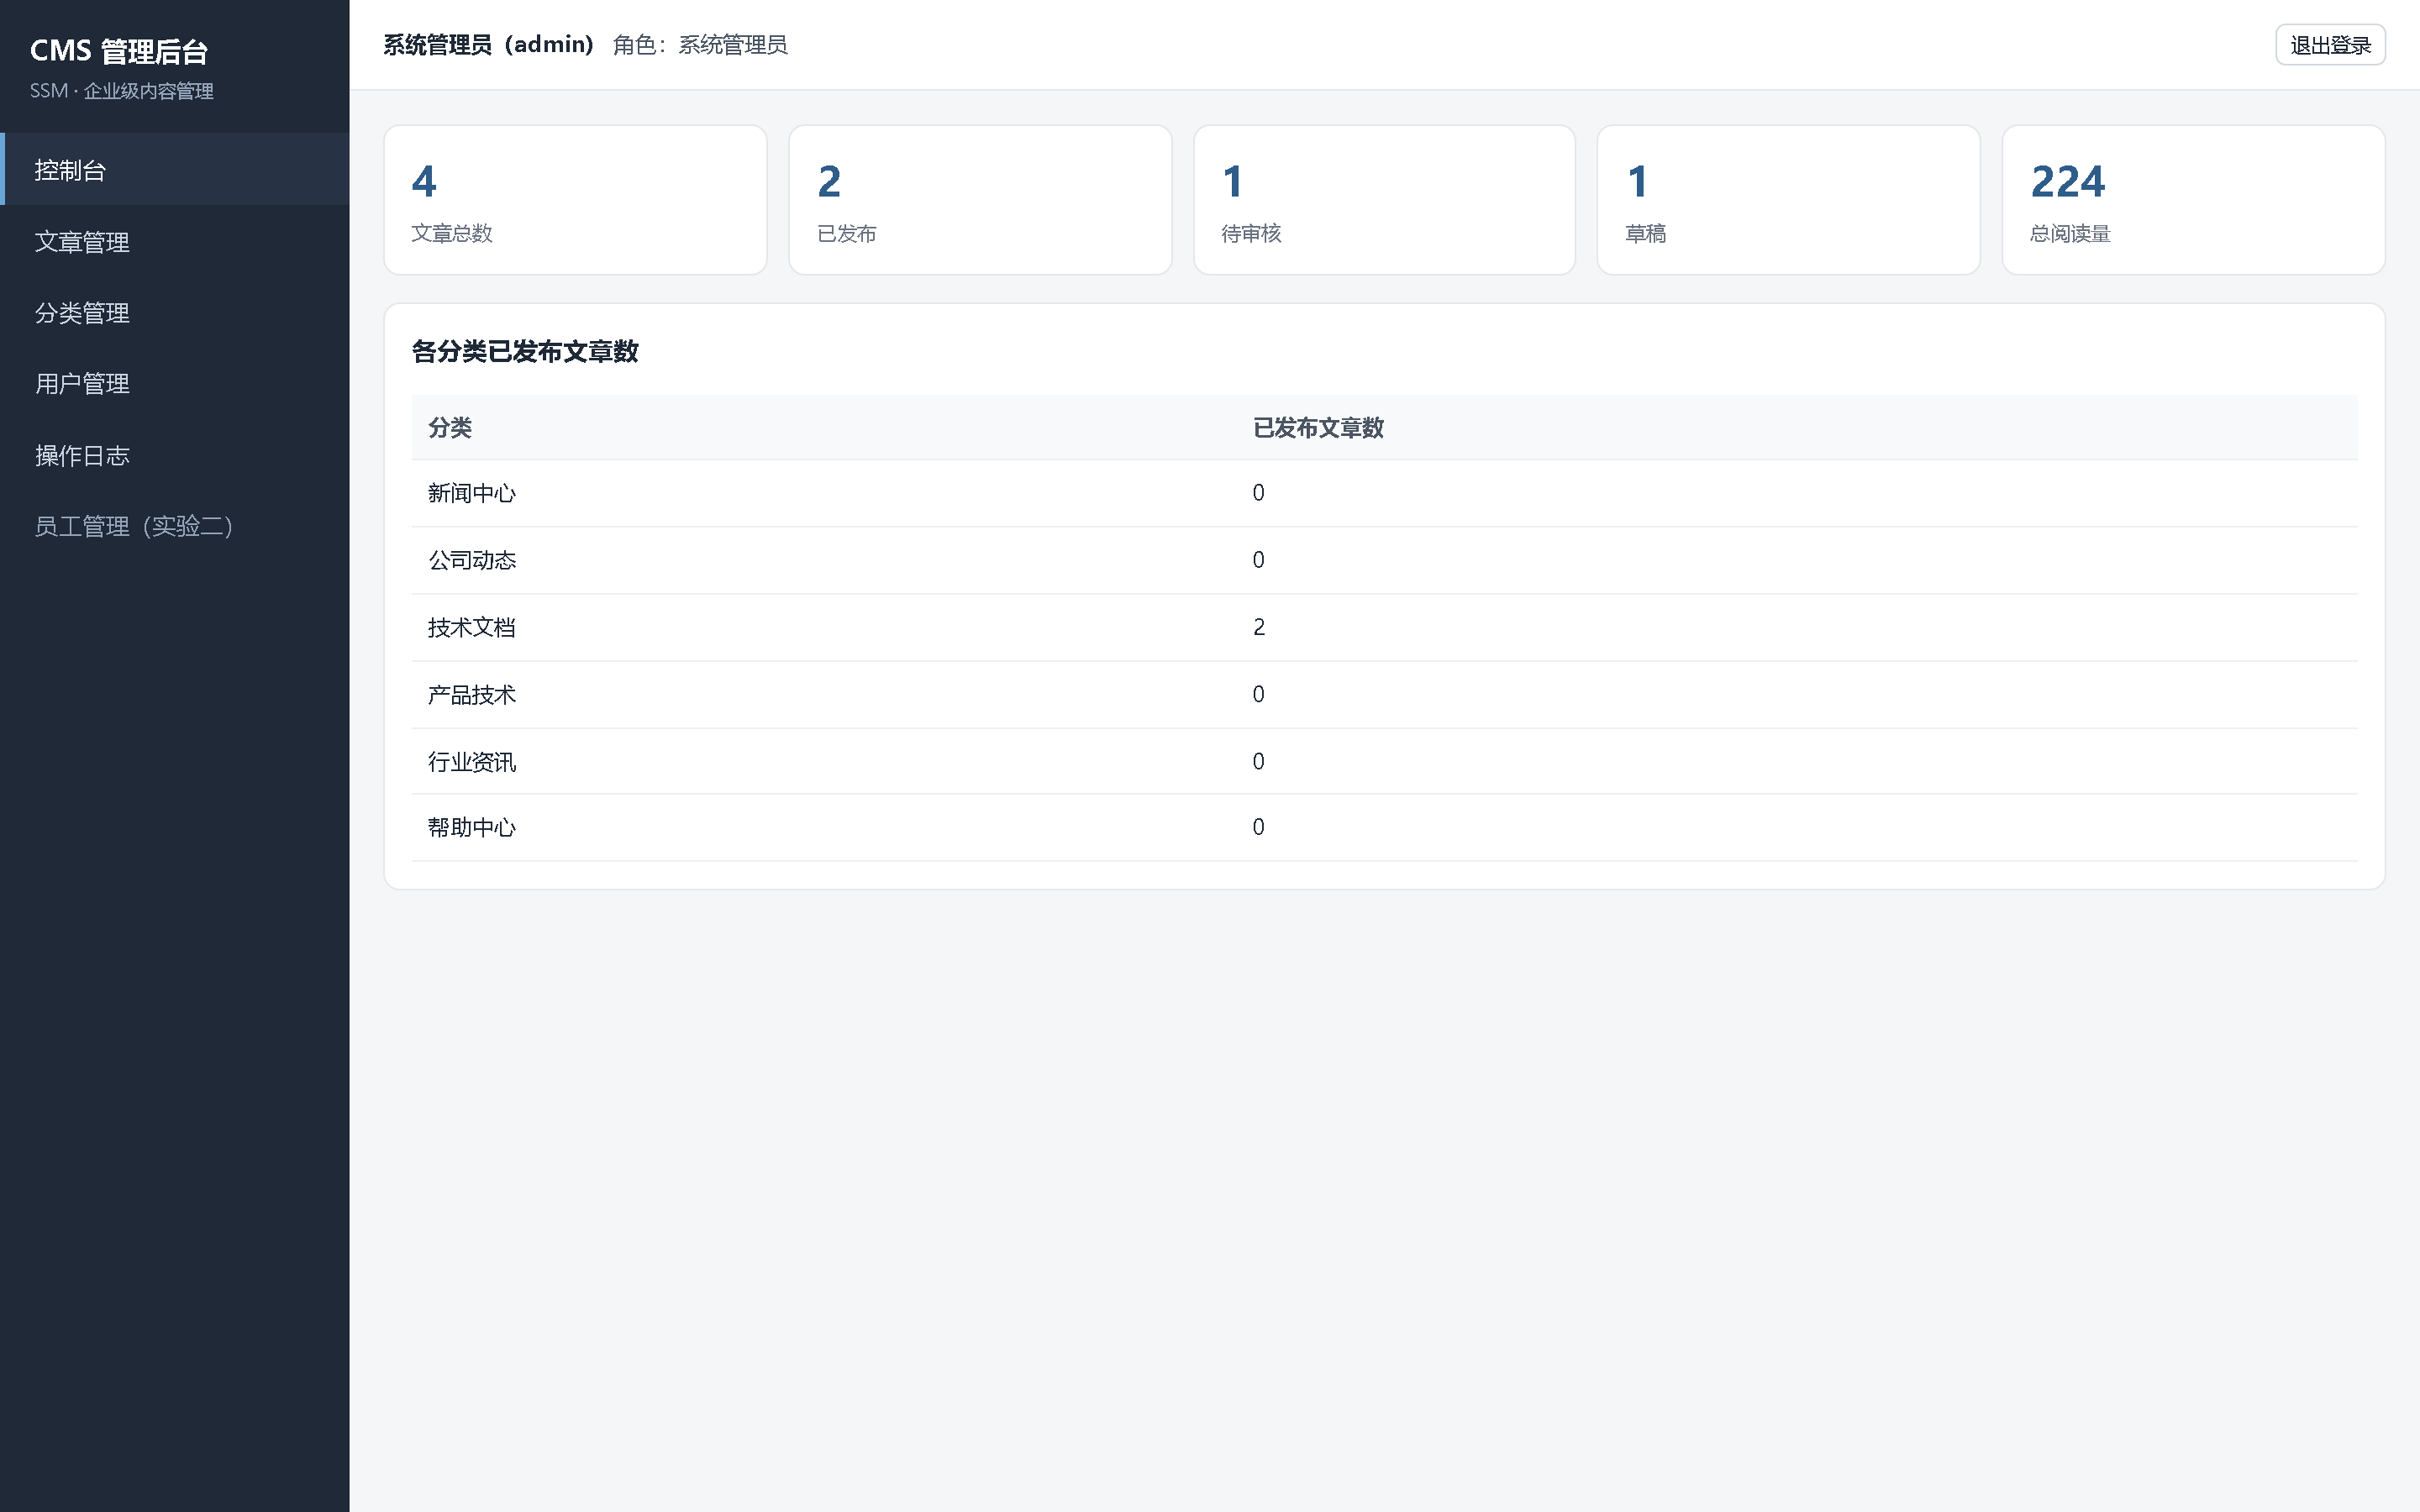 CMS 管理后台
SSM · 企业级内容管理
控制台
文章管理
分类管理
用户管理
操作日志
员工管理（实验二）
系统管理员（admin） 角色：系统管理员
退出登录
4
文章总数
2
已发布
1
待审核
1
草稿
224
总阅读量
各分类已发布文章数
分类 已发布文章数
新闻中心 0
公司动态 0
技术文档 2
产品技术 0
行业资讯 0
帮助中心 0